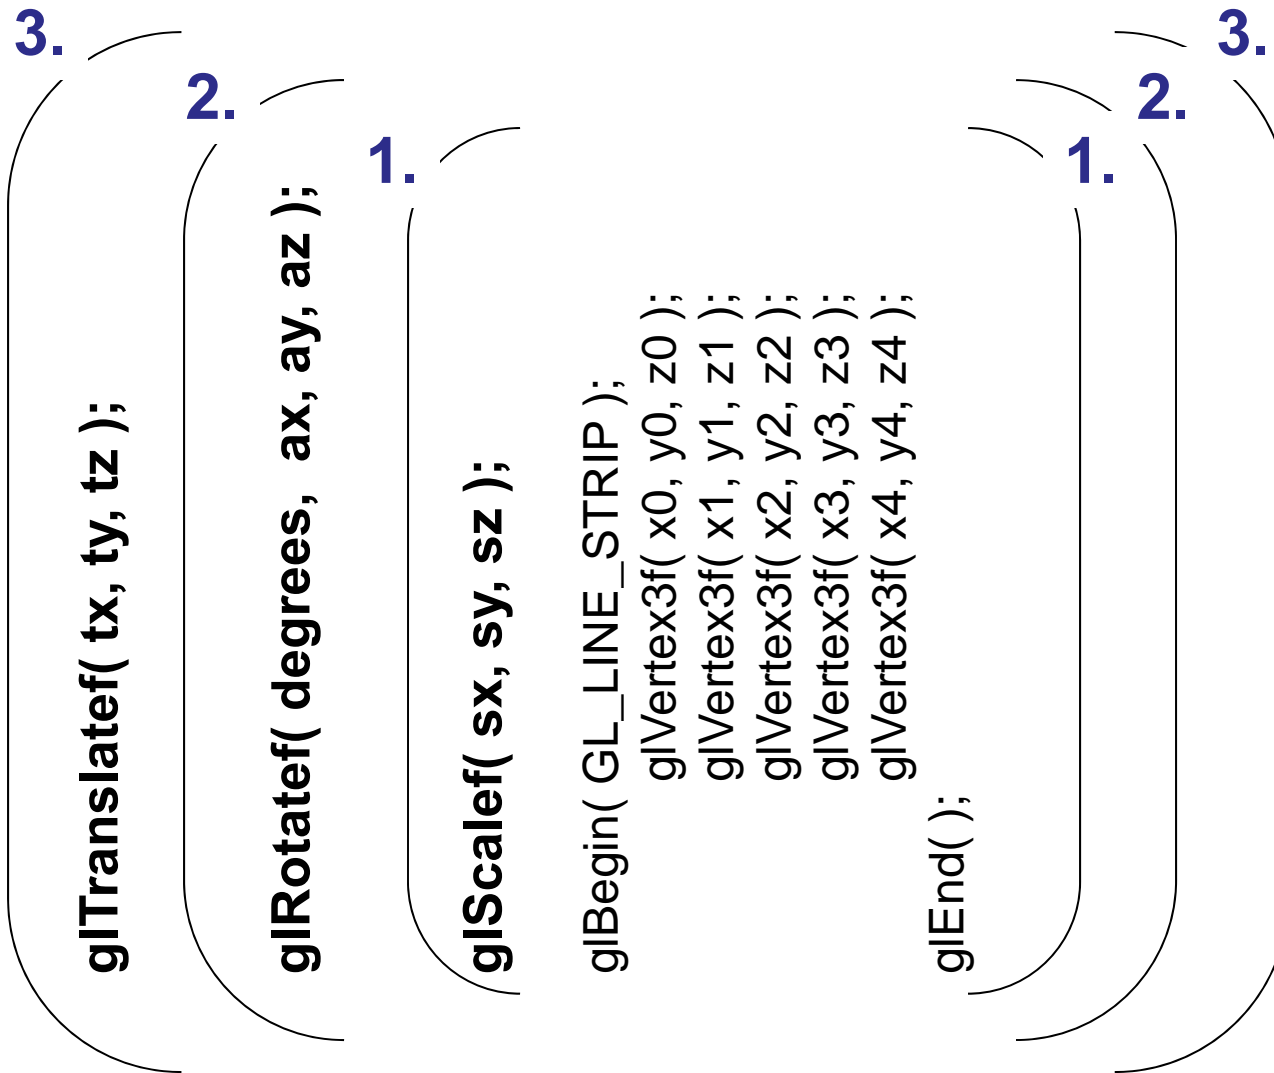 3.
2.
1.
glTranslatef( tx, ty, tz );
glRotatef( degrees, ax, ay, az );
glScalef( sx, sy, sz );
glBegin( GL_LINE_STRIP );
glVertex3f( x0, y0, z0 );
glVertex3f( x1, y1, z1 );
glVertex3f( x2, y2, z2 );
glVertex3f( x3, y3, z3 );
glVertex3f( x4, y4, z4 );
glEnd( );
1.
2.
3.